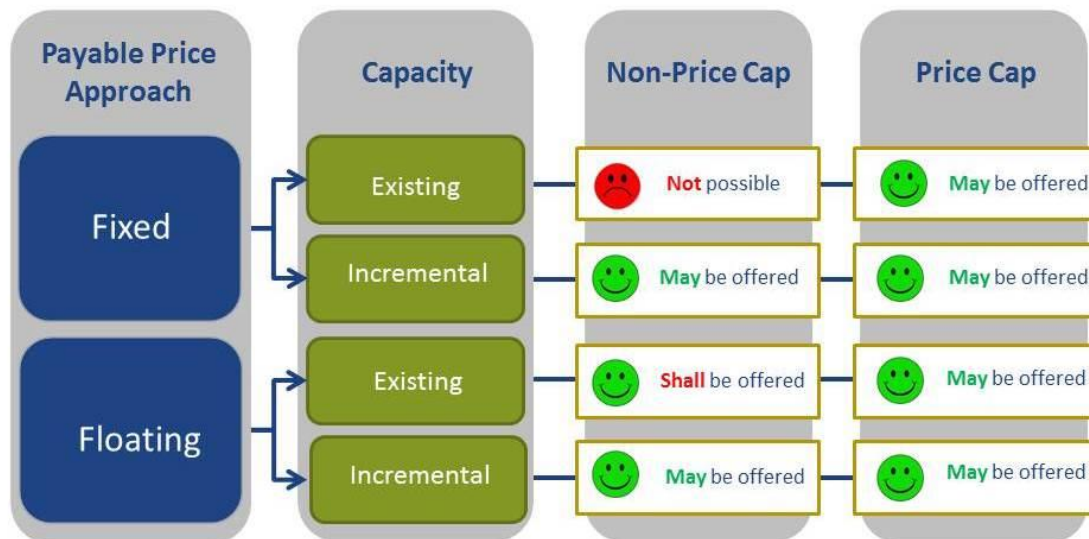 Payable Price
Approach
Capacity
Non-Price Cap
Price Cap
Fixed
Existing
Not possible
May be offered
Incremental
May be offered
May be offered
Floating
Existing
Shall be offered
May be offered
Incremental
May be offered
May be offered